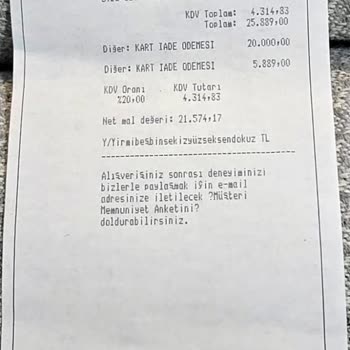 KDV Toplam: 4.314,83
Toplam: 25.889,00
Diğer: KART IADE ODEMESI 20.000,00
Diğer: KART IADE ODEMESI 5.889,00
KDV Oranı KDV Tutarı
%20,00 4.314,83
Net mal değeri: 21.574,17
Y/Yirmibeşbinsekizyüzseksendokuz TL
Alışverişiniz sonrası deneyiminizi
bizlerle paylaşmak için e-mail
adresinize iletilecek ?Müşteri
Memnuniyet Anketini?
doldurabilirsiniz.